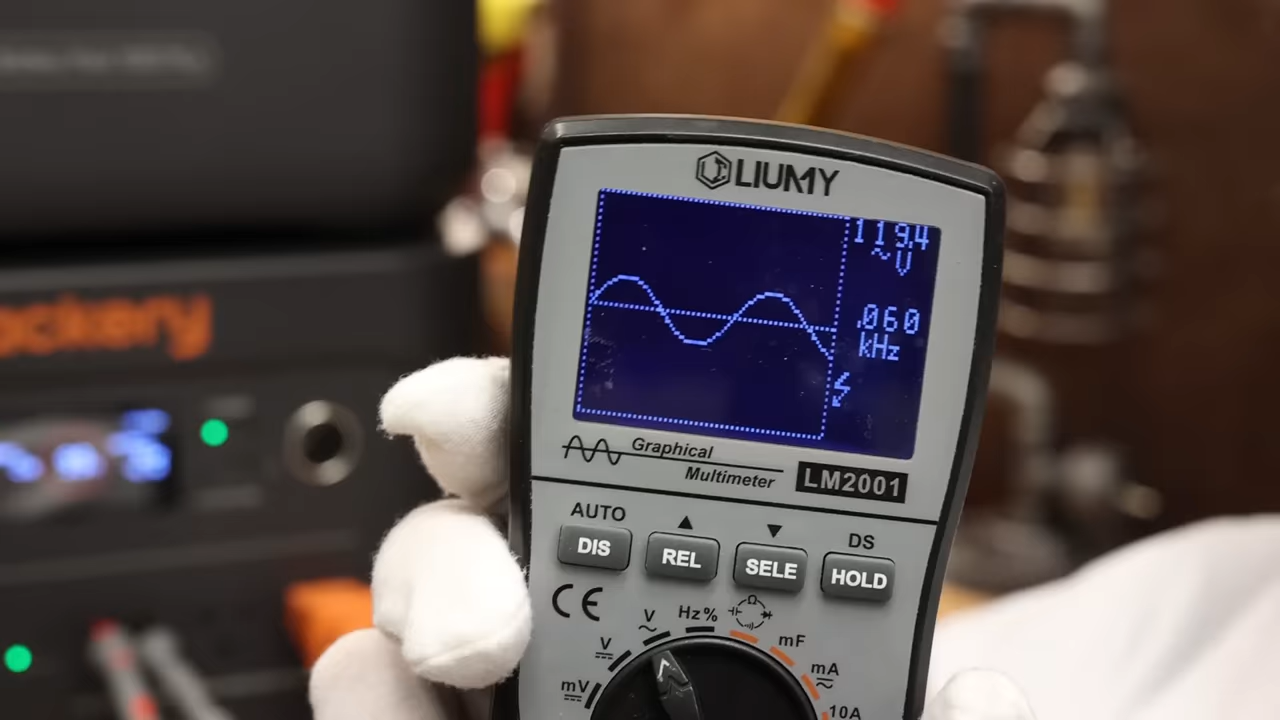 LIUMY
119.4
~V
.060
kHz
Graphical
Multimeter
LM2001
AUTO
DS
DIS
REL
SELE
HOLD
CE
Hz%
V
V
mF
mV
mA
10A
ockery